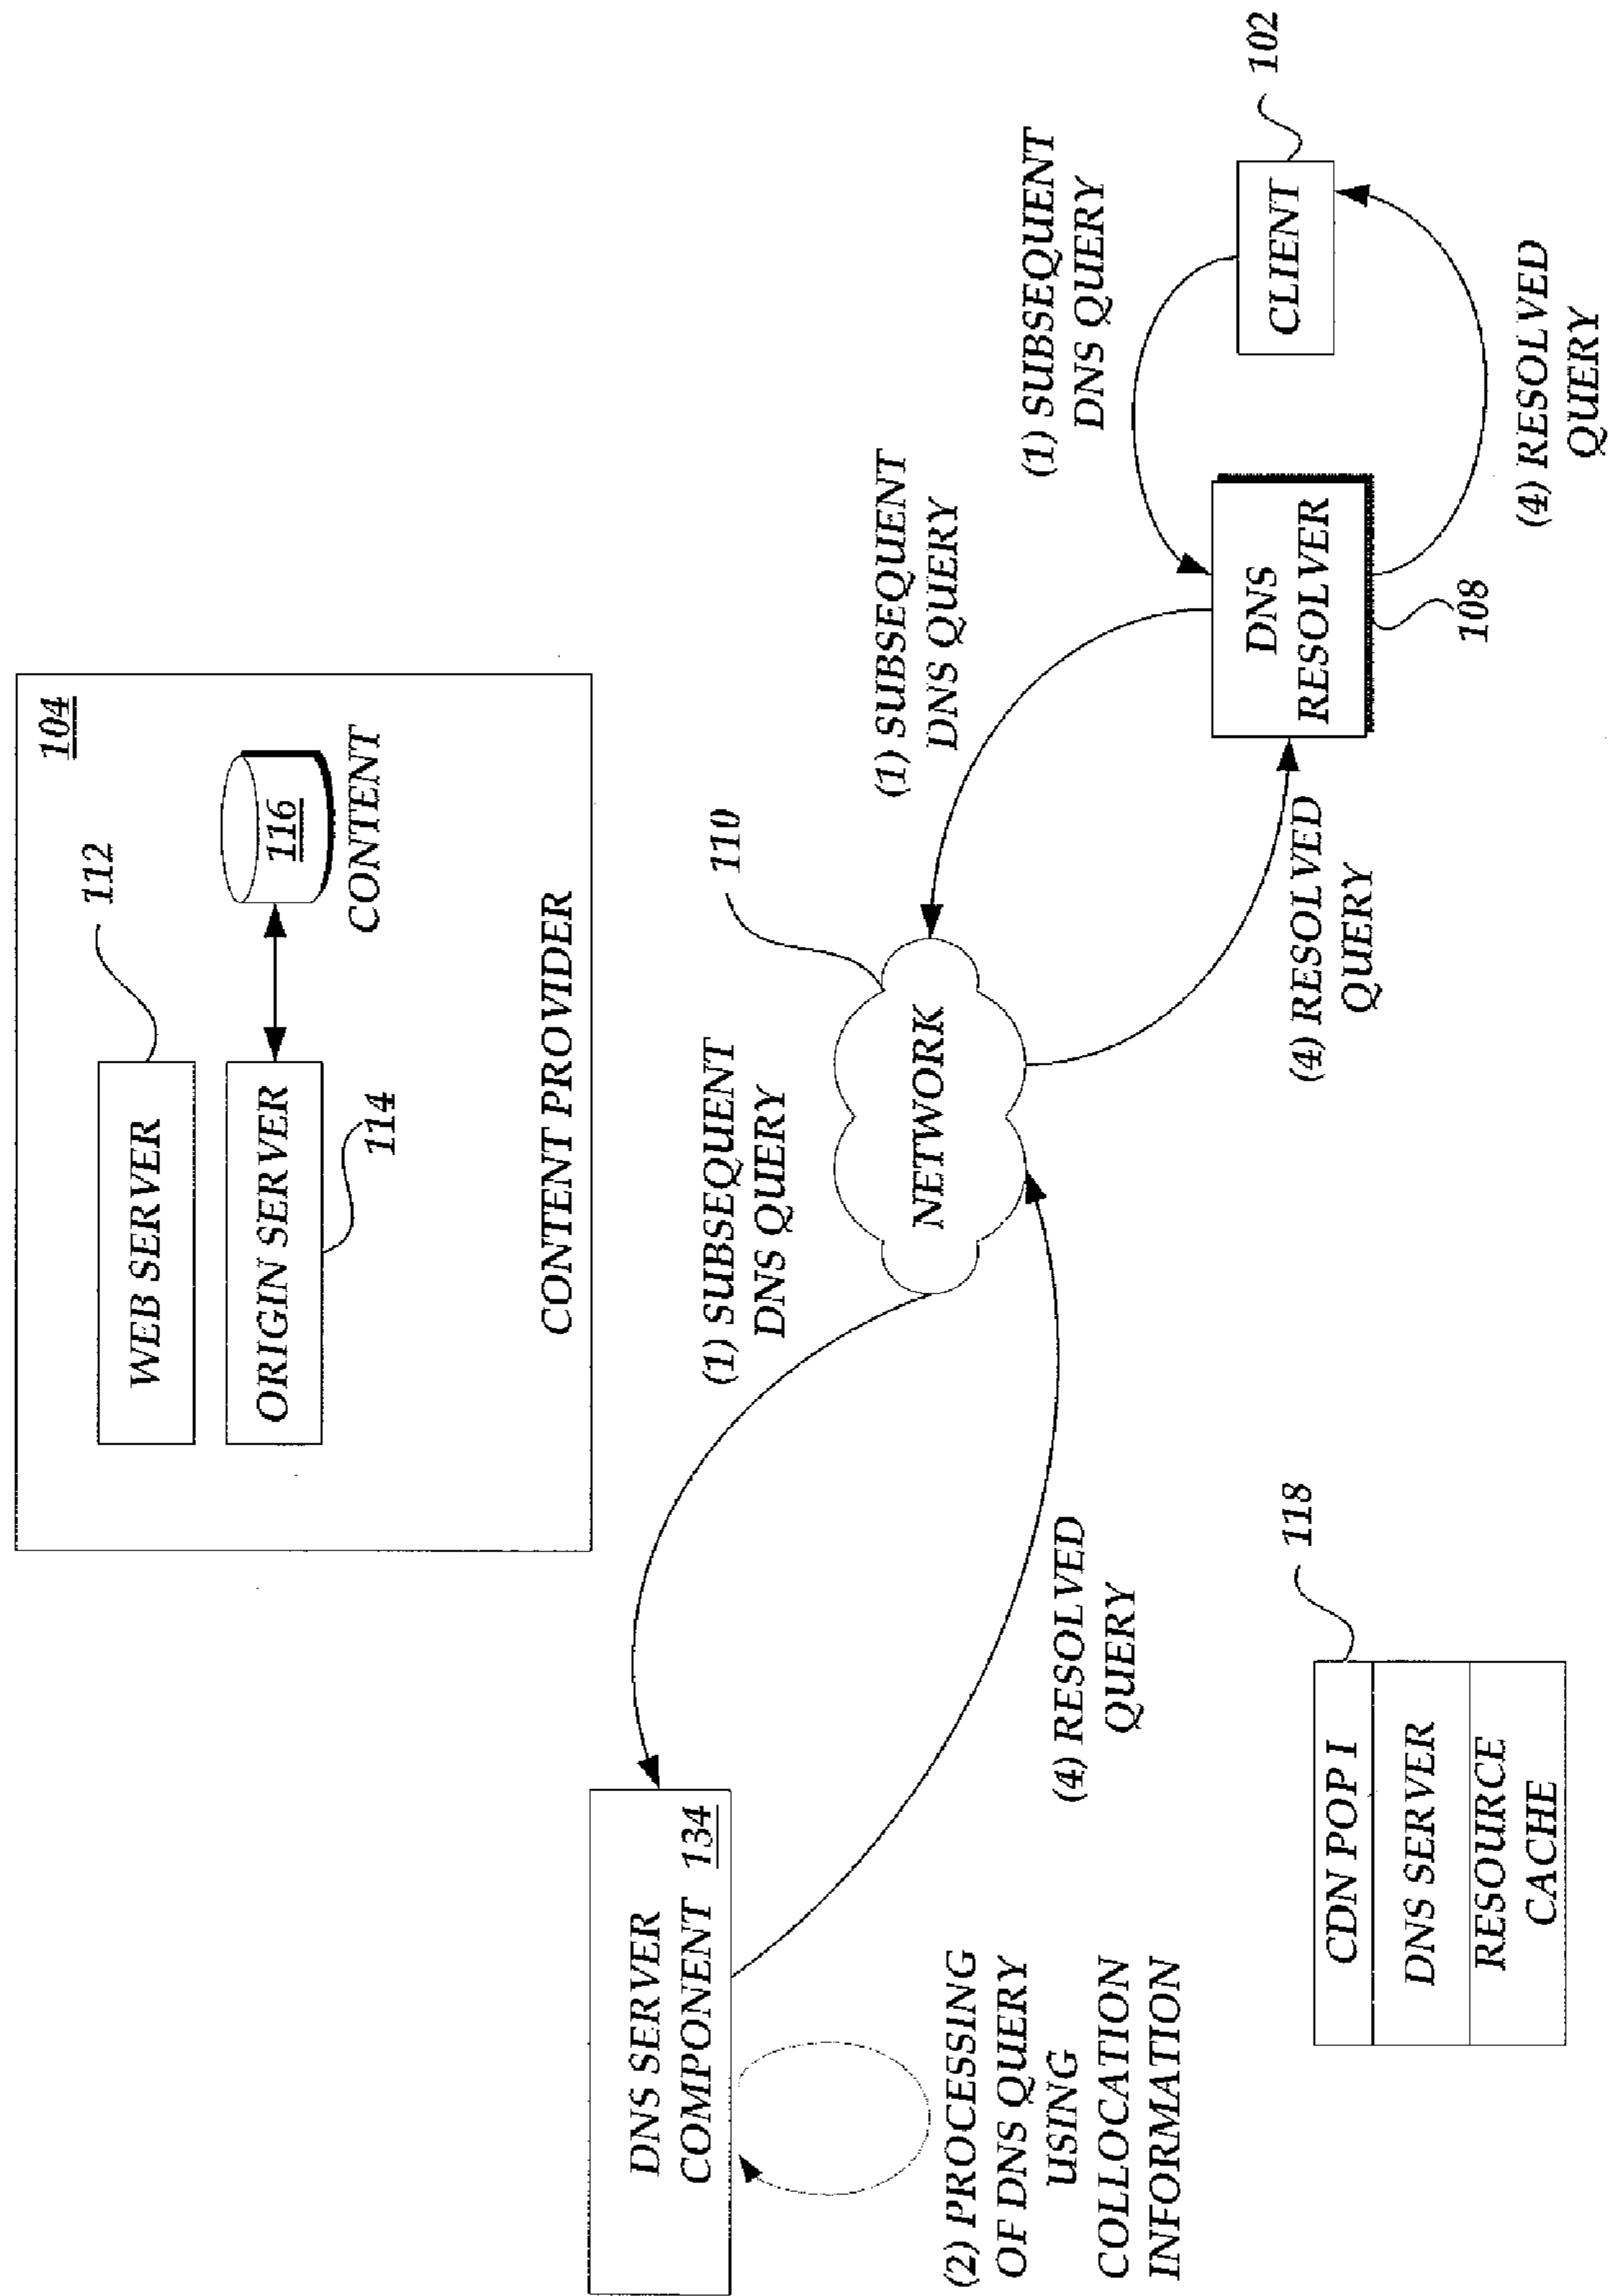 104
WEB SERVER
112
ORIGIN SERVER
114
116
CONTENT
CONTENT PROVIDER
DNS SERVER
COMPONENT 134
(2) PROCESSING
OF DNS QUERY
USING
COLLOCATION
INFORMATION
(1) SUBSEQUENT
DNS QUERY
(4) RESOLVED
QUERY
NETWORK
110
(1) SUBSEQUENT
DNS QUERY
(4) RESOLVED
QUERY
DNS
RESOLVER
108
(1) SUBSEQUENT
DNS QUERY
(4) RESOLVED
QUERY
CLIENT
102
CDN POP I
DNS SERVER
RESOURCE
CACHE
118